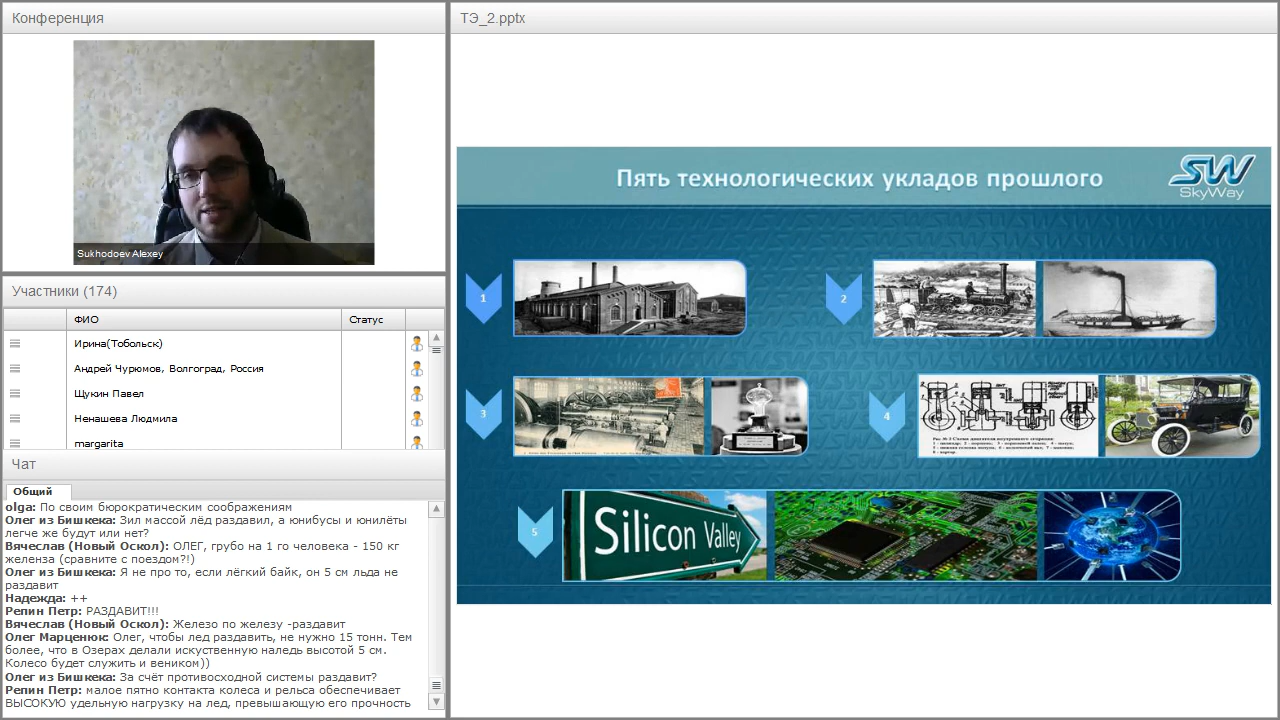 Конференция
Sukhodoev Alexey
Участники (174)
ФИО
Статус
Ирина(Тобольск)
Андрей Чурюмов, Волгоград, Россия
Щукин Павел
Ненашева Людмила
margarita
Чат
Общий
olga: По своим бюрократическим соображениям
Олег из Бишкека: Зил массой лёд раздавил, а юнибусы и юнилёты
легче же будут или нет?
Вячеслав (Новый Оскол): ОЛЕГ, грубо на 1 го человека - 150 кг
желенза (сравните с поездом?!)
Олег из Бишкека: Я не про то, если лёгкий байк, он 5 см льда не
раздавит
Надежда: ++
Репин Петр: РАЗДАВИТ!!!
Вячеслав (Новый Оскол): Железо по железу -раздавит
Олег Марценюк: Олег, чтобы лед раздавить, не нужно 15 тонн. Тем
более, что в Озерах делали искуственную наледь высотой 5 см.
Колесо будет служить и веником))
Олег из Бишкека: За счёт противосходной системы раздавит?
Репин Петр: малое пятно контакта колеса и рельса обеспечивает
ВЫСОКУЮ удельную нагрузку на лед, превышающую его прочность
ТЭ_2.pptx
Пять технологических укладов прошлого
SW
SkyWay
1
2
3
4
5
Silicon Valley